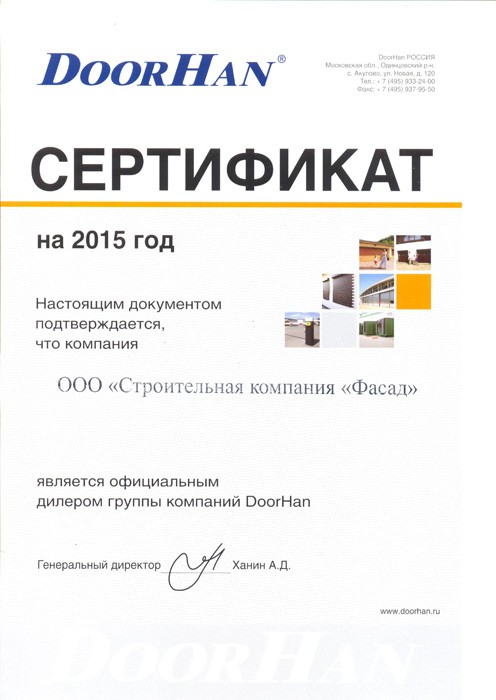 DOORHAN®
DoorHan РОССИЯ
Московская обл., Одинцовский р-н.
с. Акулово, ул. Новая, д. 120
Тел.: + 7 (495) 933-24-00
Факс: + 7 (495) 937-95-50
СЕРТИФИКАТ
на 2015 год
Настоящим документом
подтверждается,
что компания
ООО «Строительная компания «Фасад»
является официальным
дилером группы компаний DoorHan
Генеральный директор Ханин А.Д.
www.doorhan.ru
DOORHAN